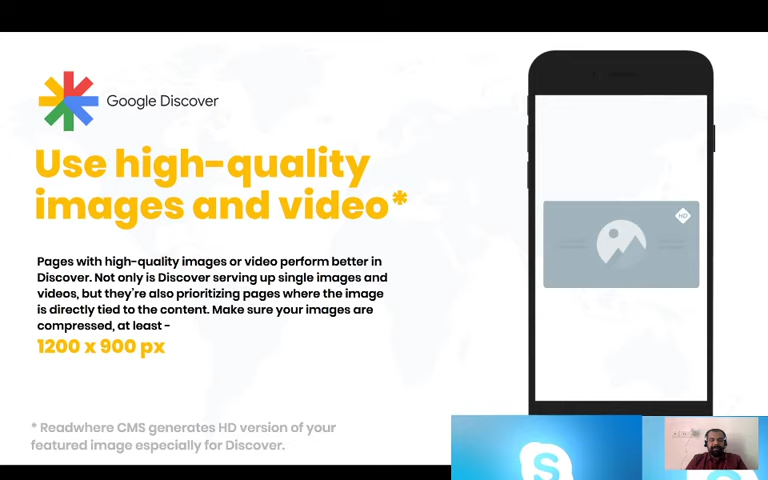 Google Discover
Use high-quality
images and video*
Pages with high-quality images or video perform better in
Discover. Not only is Discover serving up single images and
videos, but they're also prioritizing pages where the image
is directly tied to the content. Make sure your images are
compressed, at least -
1200 x 900 px
* Readwhere CMS generates HD version of your
featured image especially for Discover.
HD
S